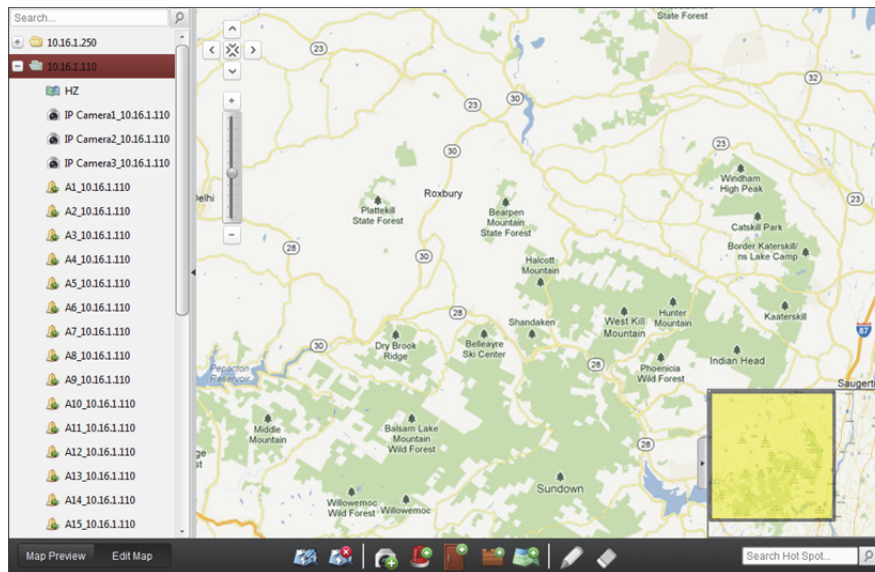 Search...
10.16.1.250
10.16.1.110
HZ
IP Camera1_10.16.1.110
IP Camera2_10.16.1.110
IP Camera3_10.16.1.110
A1_10.16.1.110
A2_10.16.1.110
A3_10.16.1.110
A4_10.16.1.110
A5_10.16.1.110
A6_10.16.1.110
A7_10.16.1.110
A8_10.16.1.110
A9_10.16.1.110
A10_10.16.1.110
A11_10.16.1.110
A12_10.16.1.110
A13_10.16.1.110
A14_10.16.1.110
A15_10.16.1.110
State Forest
23
32
30
23
23
30
Windham
High Peak
Roxbury
elhi
23
Plattekill
State Forest
Bearpen
Mountain
State Forest
Catskill Park
28
Border Katerskill/
ns Lake Camp
30
Halcott
Mountain
28
West Kill
Mountain
Hunter
Mountain
Kaaterskill
Shandaken
87
30
Dry Brook
Ridge
Belleayre
Ski Center
Indian Head
28
Phoenicia
Wild Forest
Pepacton
Reservoir
Saugerti
Middle
Mountain
Balsam Lake
Mountain
Wild Forest
28
ge
st
Sundown
Willowemoc
Wild Forest
Willowemoc
Map Preview
Edit Map
Search Hot Spot...